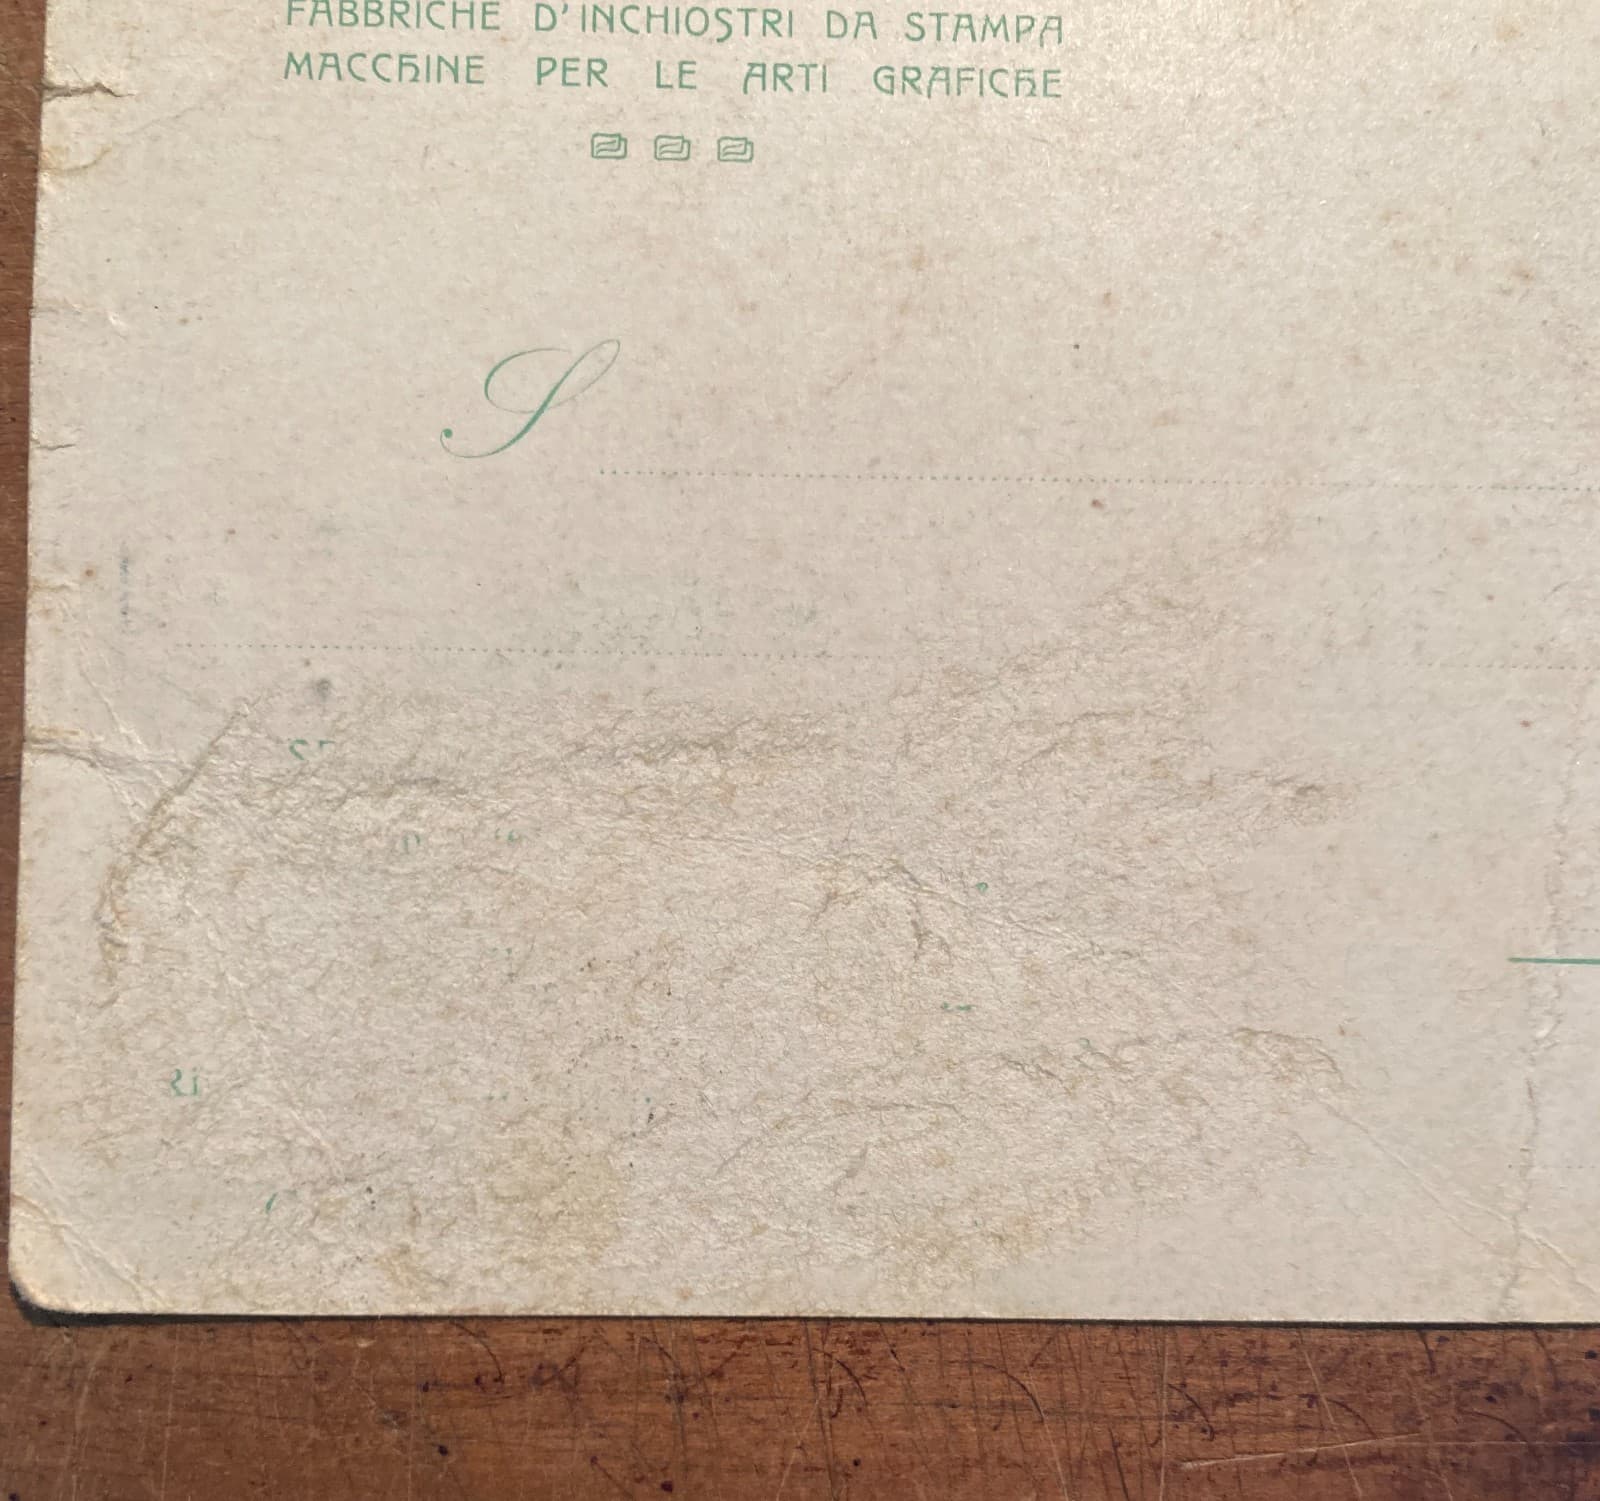 FABBRICHE D'INCHIOSTRI DA STAMPA
MACCHINE PER LE ARTI GRAFICHE
S